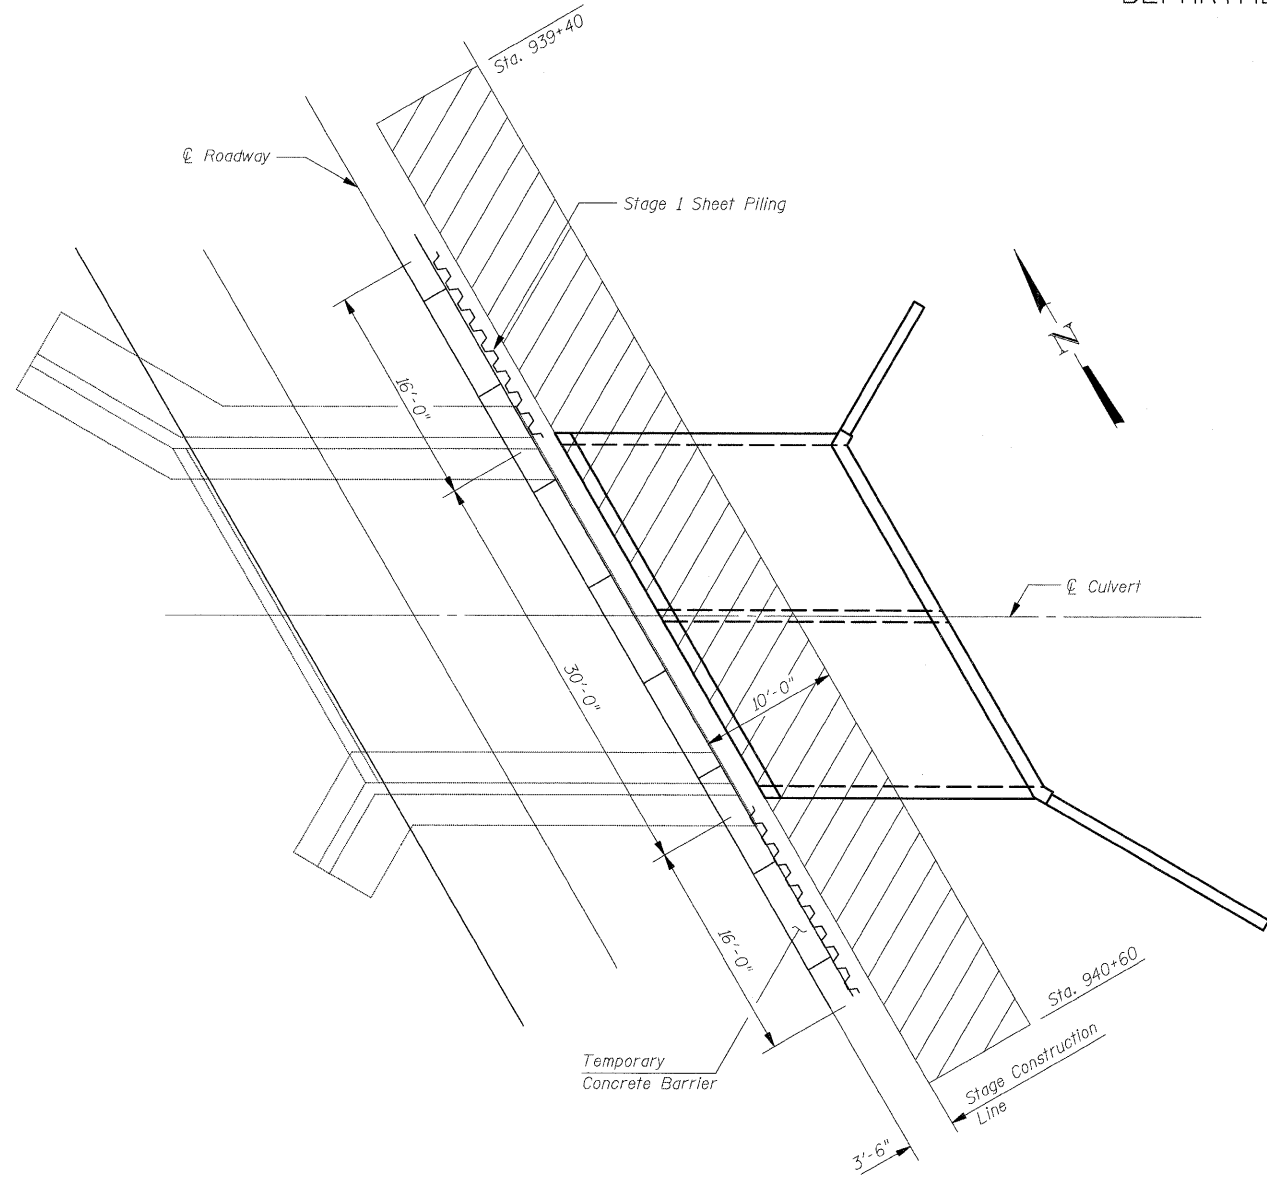 Sta. 939+40
℄ Roadway
Stage 1 Sheet Piling
N
16'-0"
℄ Culvert
30'-0"
10'-0"
16'-0"
Sta. 940+60
Temporary
Concrete Barrier
Stage Construction
Line
3'-6"